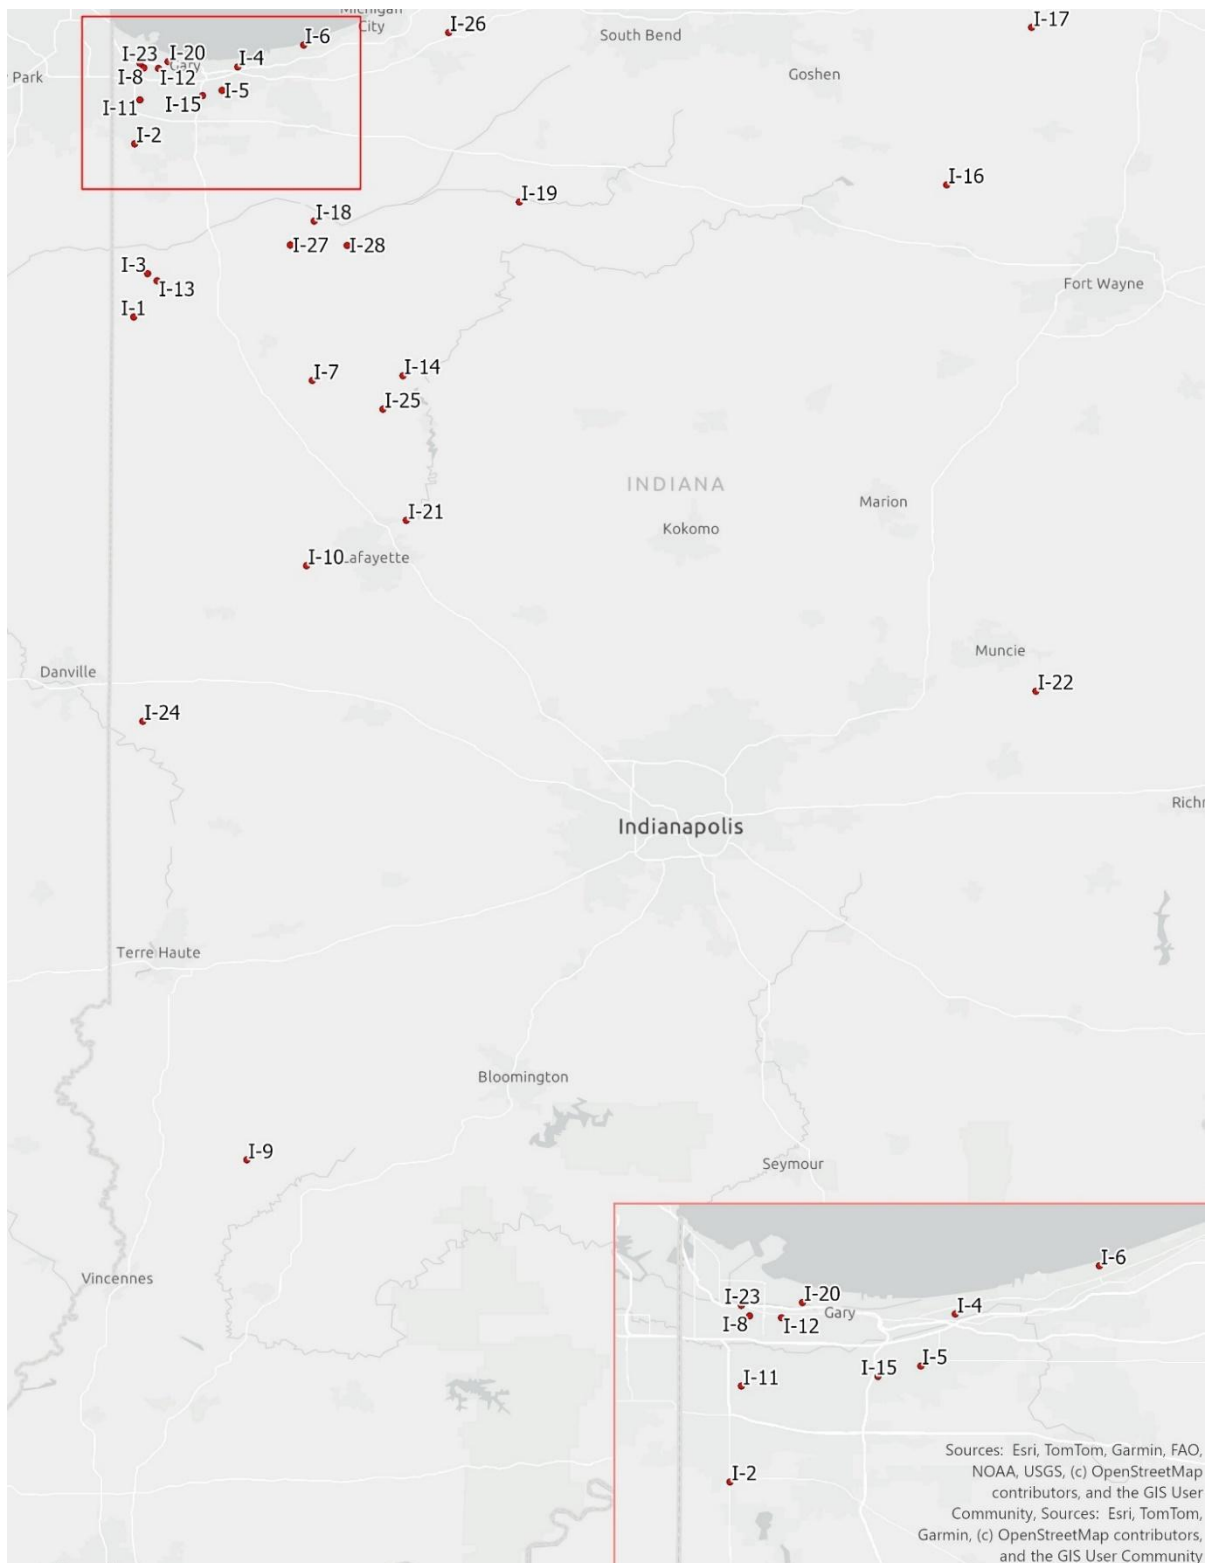 Michigan
City
I-26
I-17
I-6
South Bend
I-23
I-20
I-4
Gary
Park
Goshen
I-8
I-12
I-5
I-11
I-15
I-2
I-16
I-19
I-18
I-27
I-28
I-3
I-13
Fort Wayne
I-1
I-7
I-14
I-25
INDIANA
Marion
I-21
Kokomo
I-10
Lafayette
Muncie
Danville
I-22
I-24
Richm
Indianapolis
Terre Haute
Bloomington
I-9
Seymour
Vincennes
I-6
I-23
I-20
I-4
Gary
I-8
I-12
I-5
I-15
I-11
I-2
Sources: Esri, TomTom, Garmin, FAO,
NOAA, USGS, (c) OpenStreetMap
contributors, and the GIS User
Community, Sources: Esri, TomTom,
Garmin, (c) OpenStreetMap contributors,
and the GIS User Community